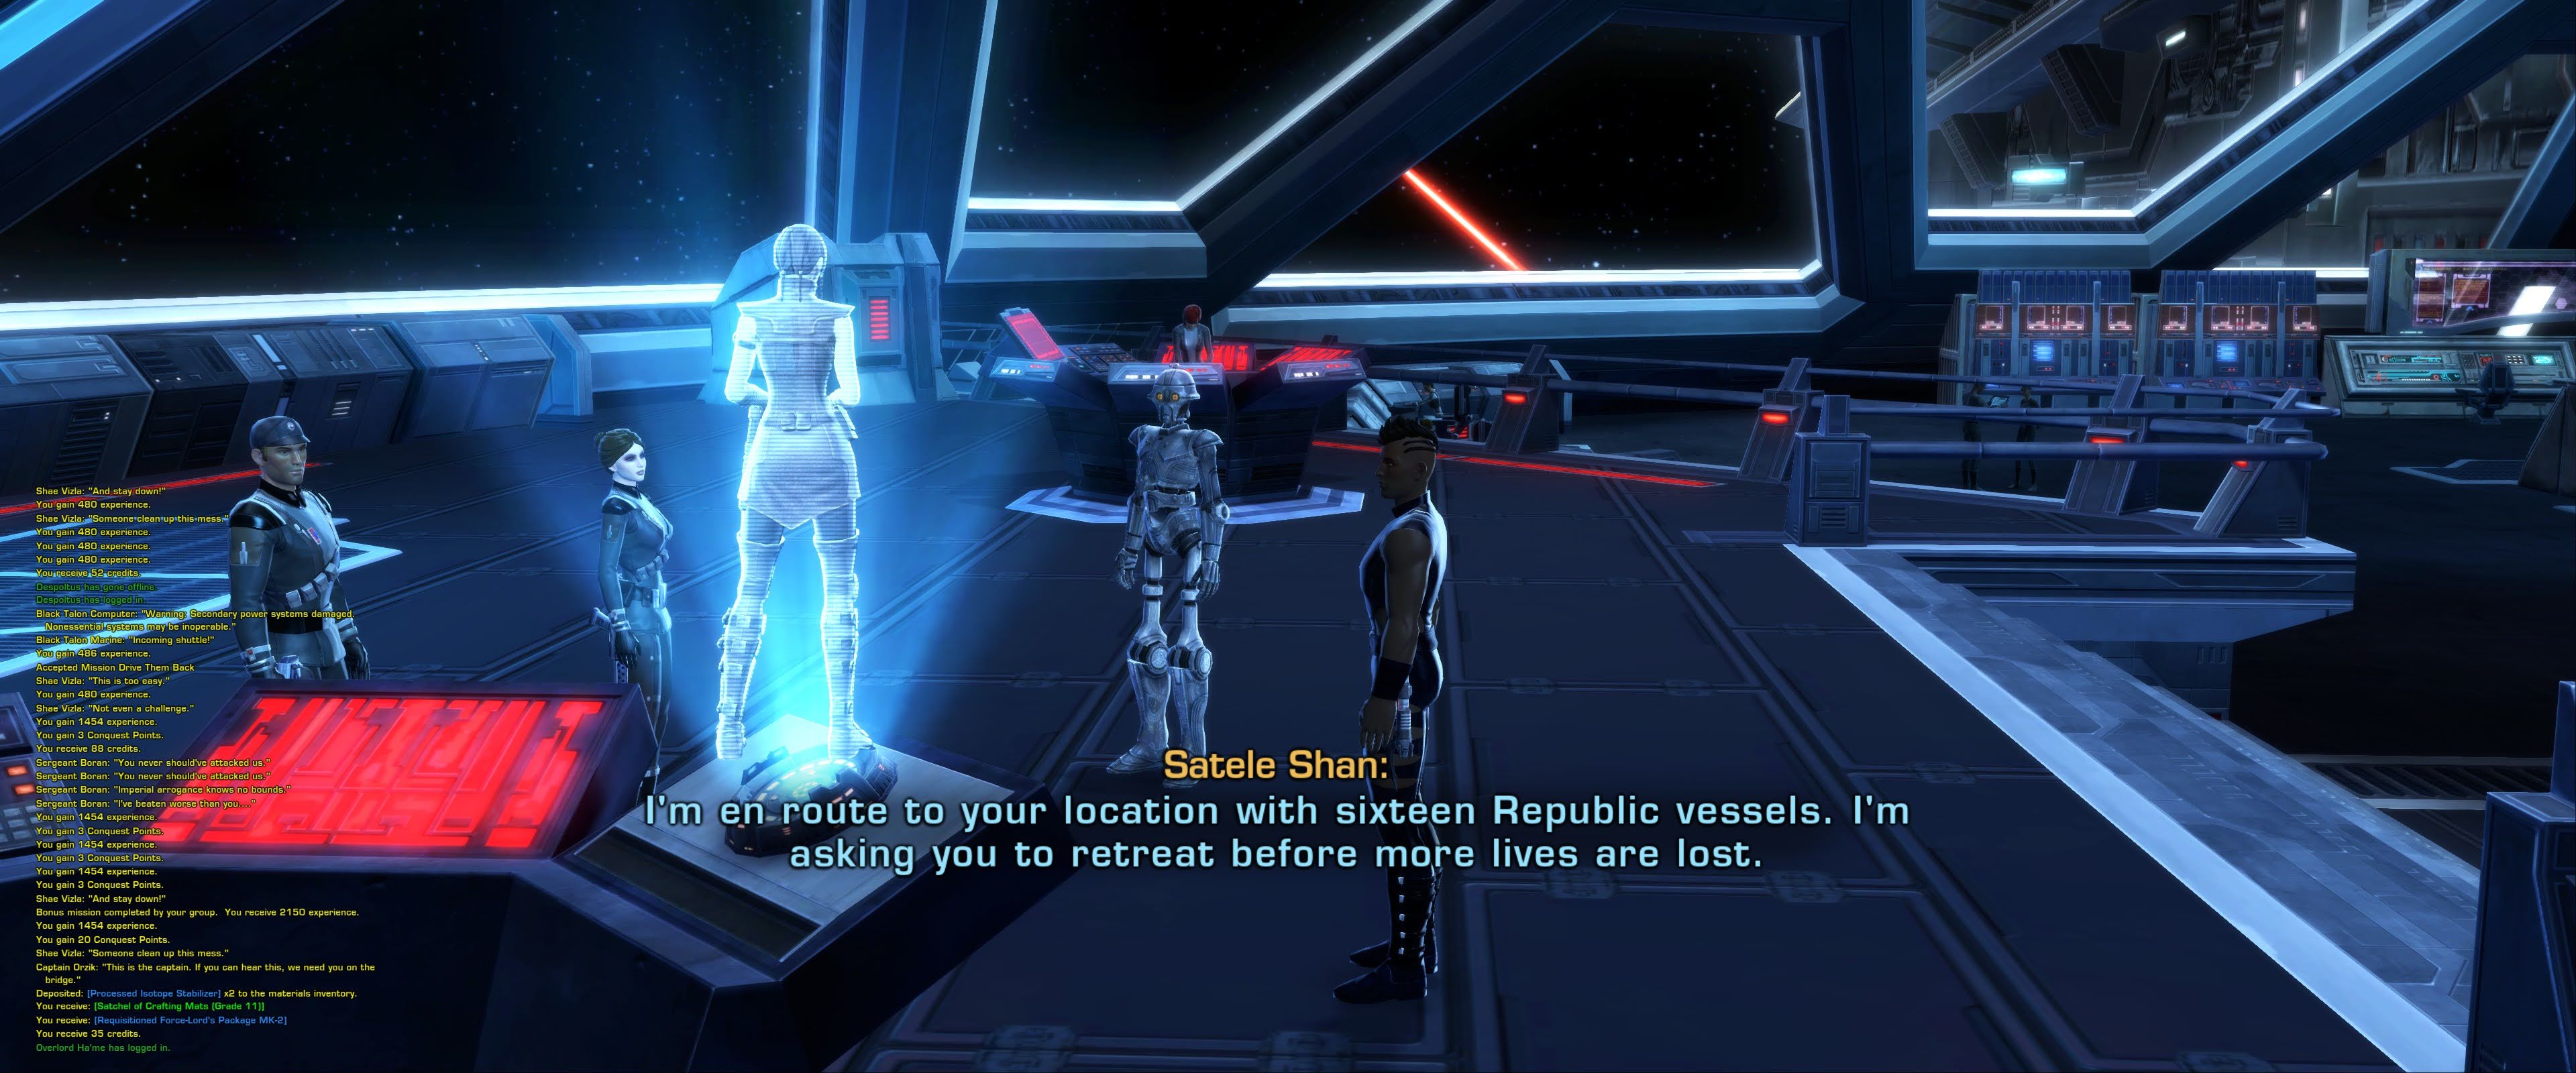 Shae Vizla: "And stay down!"
You gain 480 experience.
Shae Vizla: "Someone clean up this mess."
You gain 480 experience.
You gain 480 experience.
You gain 480 experience.
You receive 52 credits.
Despoitus has gone offline.
Despoitus has logged in.
Black Talon Computer: "Warning. Secondary power systems damaged.
Nonessential systems may be inoperable."
Black Talon Marine: "Incoming shuttle!"
You gain 486 experience.
Accepted Mission Drive Them Back
Shae Vizla: "This is too easy."
You gain 480 experience.
Shae Vizla: "Not even a challenge."
You gain 1454 experience.
You gain 3 Conquest Points.
You receive 88 credits.
Sergeant Boran: "You never should've attacked us."
Sergeant Boran: "You never should've attacked us."
Sergeant Boran: "Imperial arrogance knows no bounds."
Sergeant Boran: "I've beaten worse than you...."
You gain 1454 experience.
You gain 3 Conquest Points.
You gain 1454 experience.
You gain 3 Conquest Points.
You gain 1454 experience.
You gain 3 Conquest Points.
Shae Vizla: "And stay down!"
Bonus mission completed by your group.  You receive 2150 experience.
You gain 1454 experience.
You gain 20 Conquest Points.
Shae Vizla: "Someone clean up this mess."
Captain Orzik: "This is the captain. If you can hear this, we need you on the
bridge."
Deposited: [Processed Isotope Stabilizer] x2 to the materials inventory.
You receive: [Satchel of Crafting Mats (Grade 11)]
You receive: [Requisitioned Force-Lord's Package MK-2]
You receive 35 credits.
Overlord Ha'me has logged in.
Satele Shan:
I'm en route to your location with sixteen Republic vessels. I'm
asking you to retreat before more lives are lost.